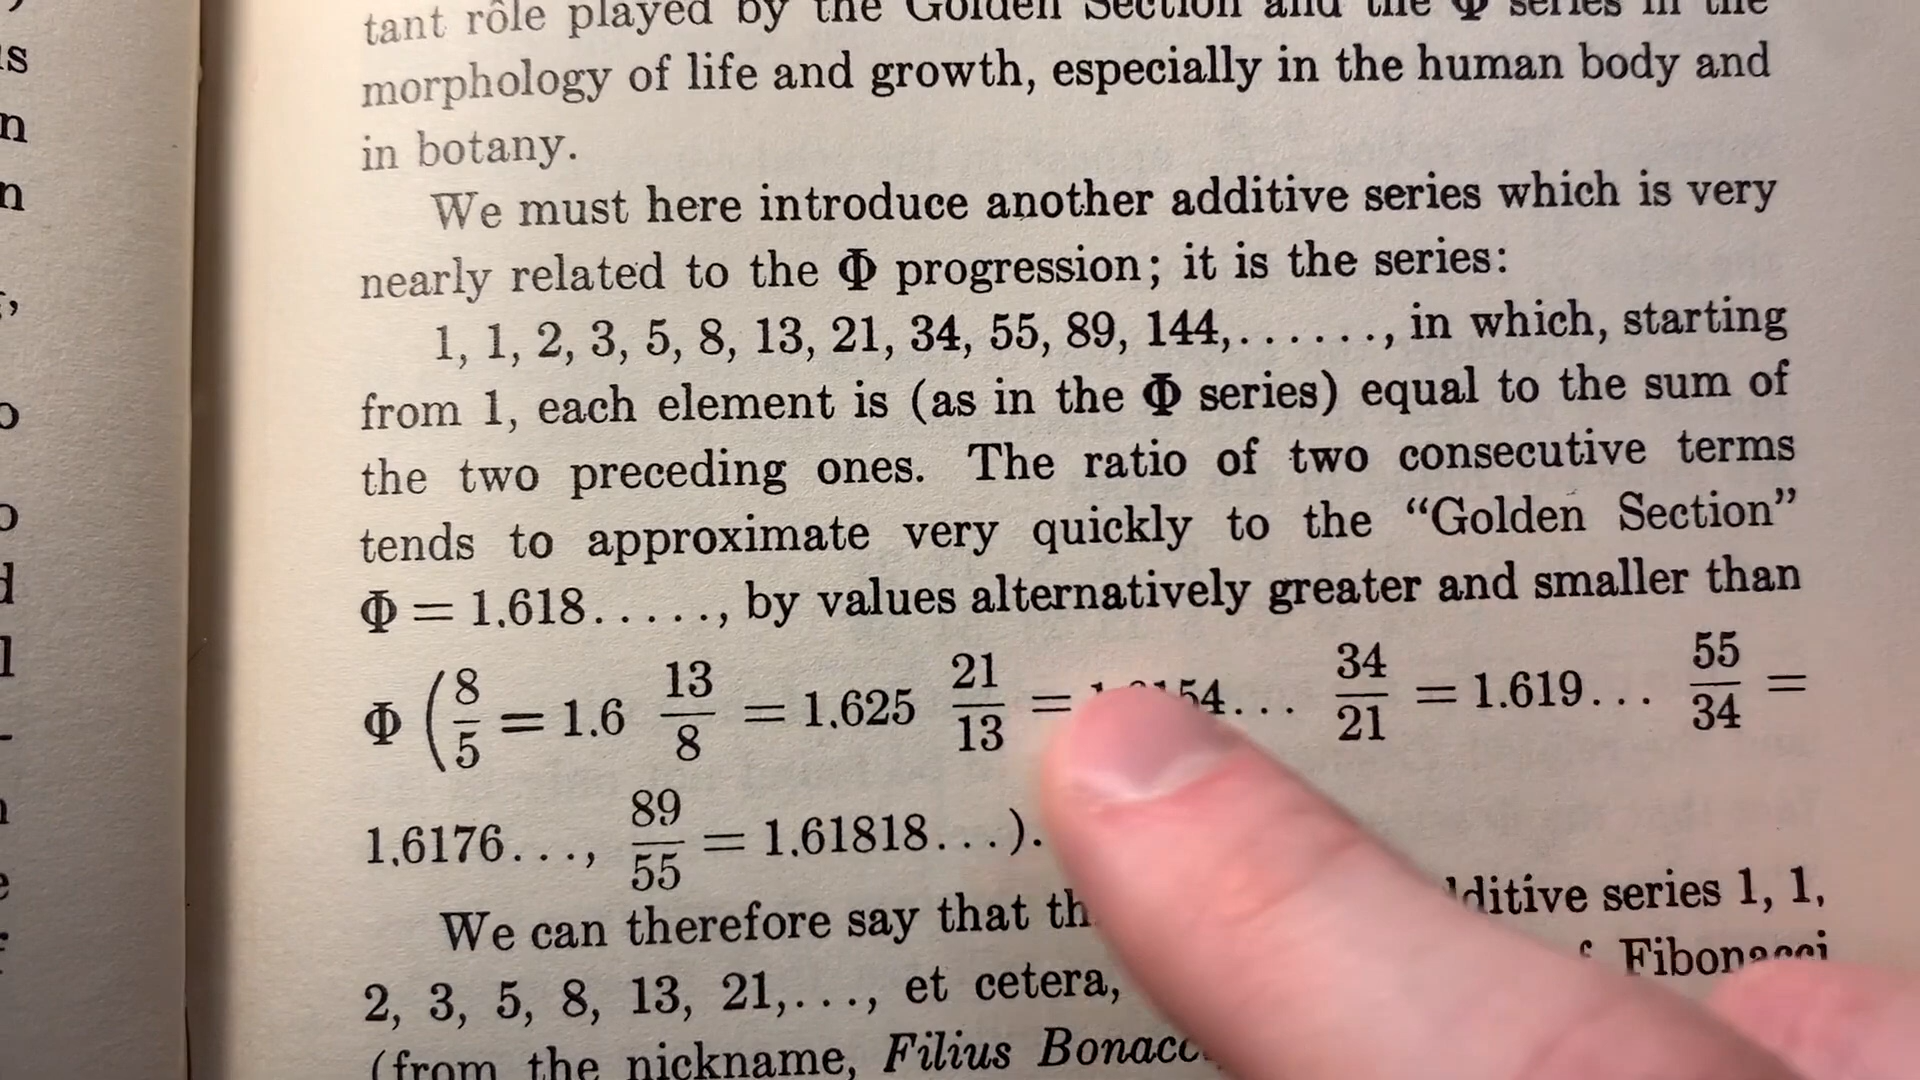 tant rôle played by the Golden Section and the Φ series in the
morphology of life and growth, especially in the human body and
in botany.
We must here introduce another additive series which is very
nearly related to the Φ progression; it is the series:
1, 1, 2, 3, 5, 8, 13, 21, 34, 55, 89, 144,......, in which, starting
from 1, each element is (as in the Φ series) equal to the sum of
the two preceding ones. The ratio of two consecutive terms
tends to approximate very quickly to the “Golden Section”
Φ = 1.618....., by values alternatively greater and smaller than
Φ (8/5 = 1.6 13/8 = 1.625 21/13 = 34/21 = 1.619... 55/34 =
1.6176..., 89/55 = 1.61818...).
We can therefore say that additive series 1, 1,
2, 3, 5, 8, 13, 21,..., et cetera, Fibonacci
(from the nickname, Filius